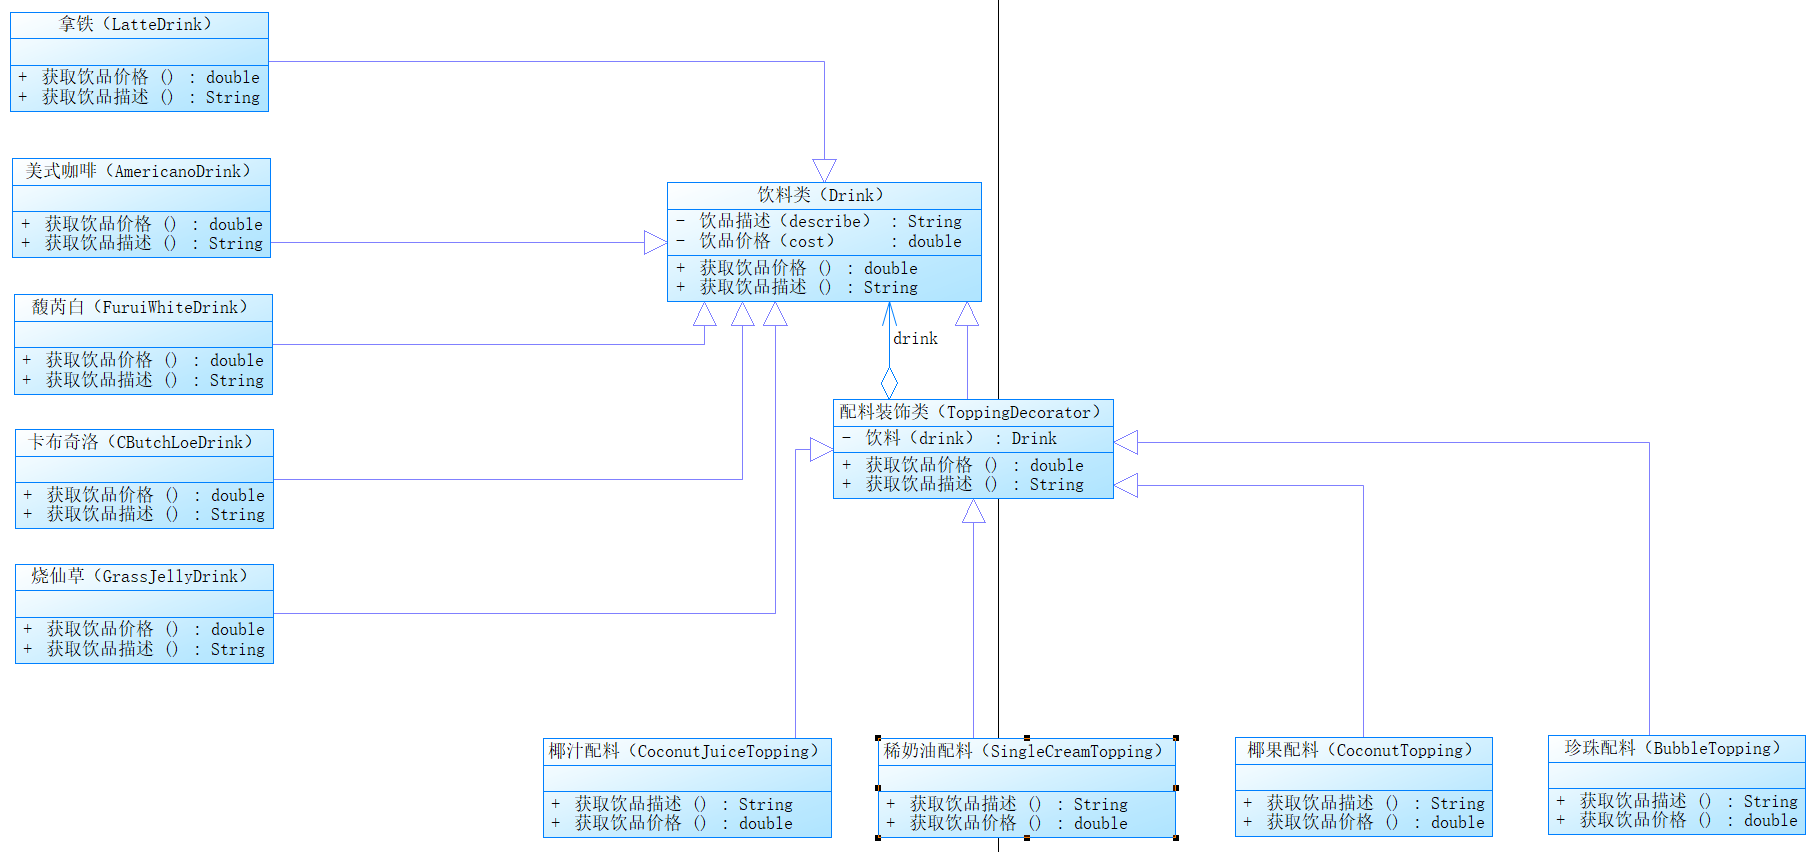 拿铁（LatteDrink）
+ 获取饮品价格 () : double
+ 获取饮品描述 () : String
美式咖啡（AmericanoDrink）
+ 获取饮品价格 () : double
+ 获取饮品描述 () : String
饮料类（Drink）
- 饮品描述（describe） : String
- 饮品价格（cost） : double
+ 获取饮品价格 () : double
+ 获取饮品描述 () : String
馥芮白（FuruiWhiteDrink）
+ 获取饮品价格 () : double
+ 获取饮品描述 () : String
drink
配料装饰类（ToppingDecorator）
- 饮料（drink） : Drink
+ 获取饮品价格 () : double
+ 获取饮品描述 () : String
卡布奇洛（CButchLoeDrink）
+ 获取饮品价格 () : double
+ 获取饮品描述 () : String
烧仙草（GrassJellyDrink）
+ 获取饮品价格 () : double
+ 获取饮品描述 () : String
椰汁配料（CoconutJuiceTopping）
+ 获取饮品描述 () : String
+ 获取饮品价格 () : double
稀奶油配料（SingleCreamTopping）
+ 获取饮品描述 () : String
+ 获取饮品价格 () : double
椰果配料（CoconutTopping）
+ 获取饮品描述 () : String
+ 获取饮品价格 () : double
珍珠配料（BubbleTopping）
+ 获取饮品描述 () : String
+ 获取饮品价格 () : double